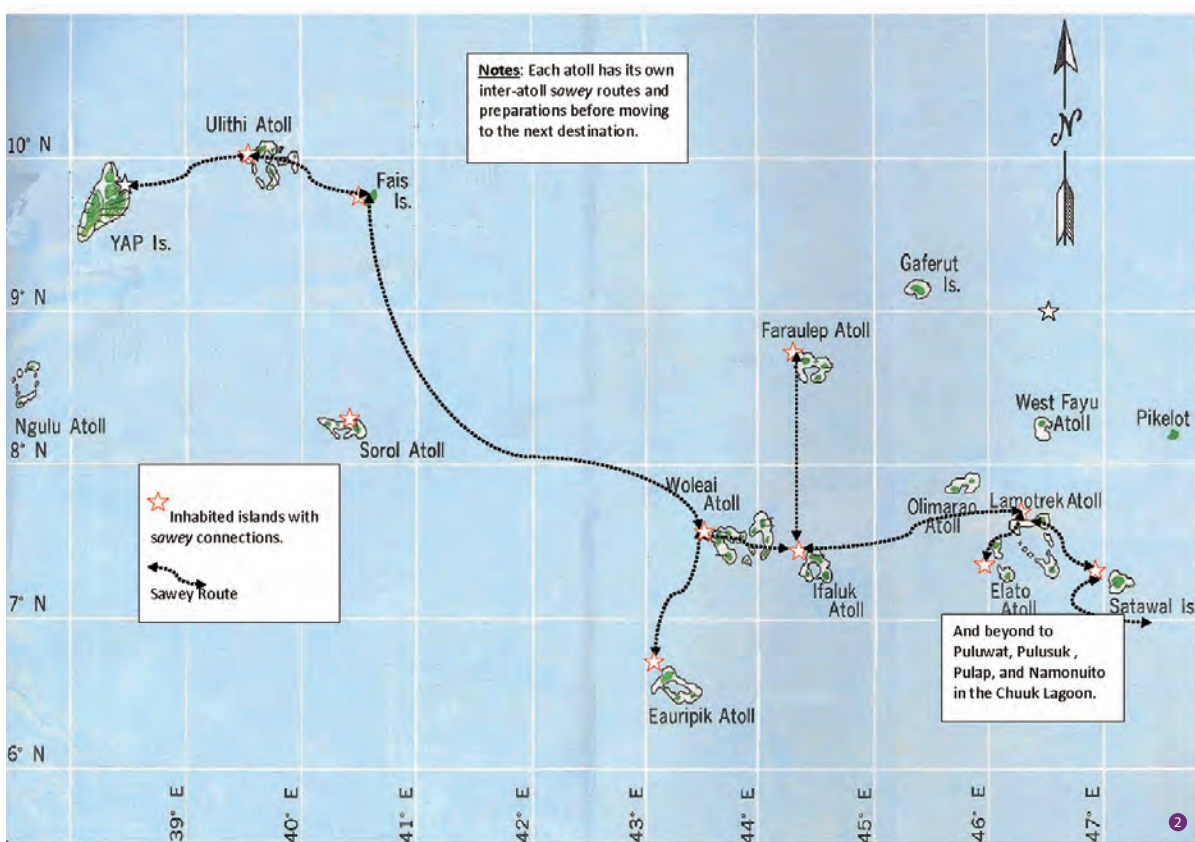 Notes: Each atoll has its own
inter-atoll sawey routes and
preparations before moving
to the next destination.
N
10° N
Ulithi Atoll
Fais
Is.
YAP Is.
Gaferut
Is.
9° N
Faraulep Atoll
Ngulu Atoll
Sorol Atoll
West Fayu
Atoll
Pikelot
8° N
Inhabited islands with
sawey connections.
Sawey Route
Woleai
Atoll
Olimarao
Atoll
Lamotrek Atoll
Ifaluk
Atoll
Elato
Atoll
Satawal Is
7° N
And beyond to
Puluwat, Pulusuk ,
Pulap, and Namonuito
in the Chuuk Lagoon.
Eauripik Atoll
6° N
39° E
40° E
41° E
42° E
43° E
44° E
45° E
46° E
47° E
2